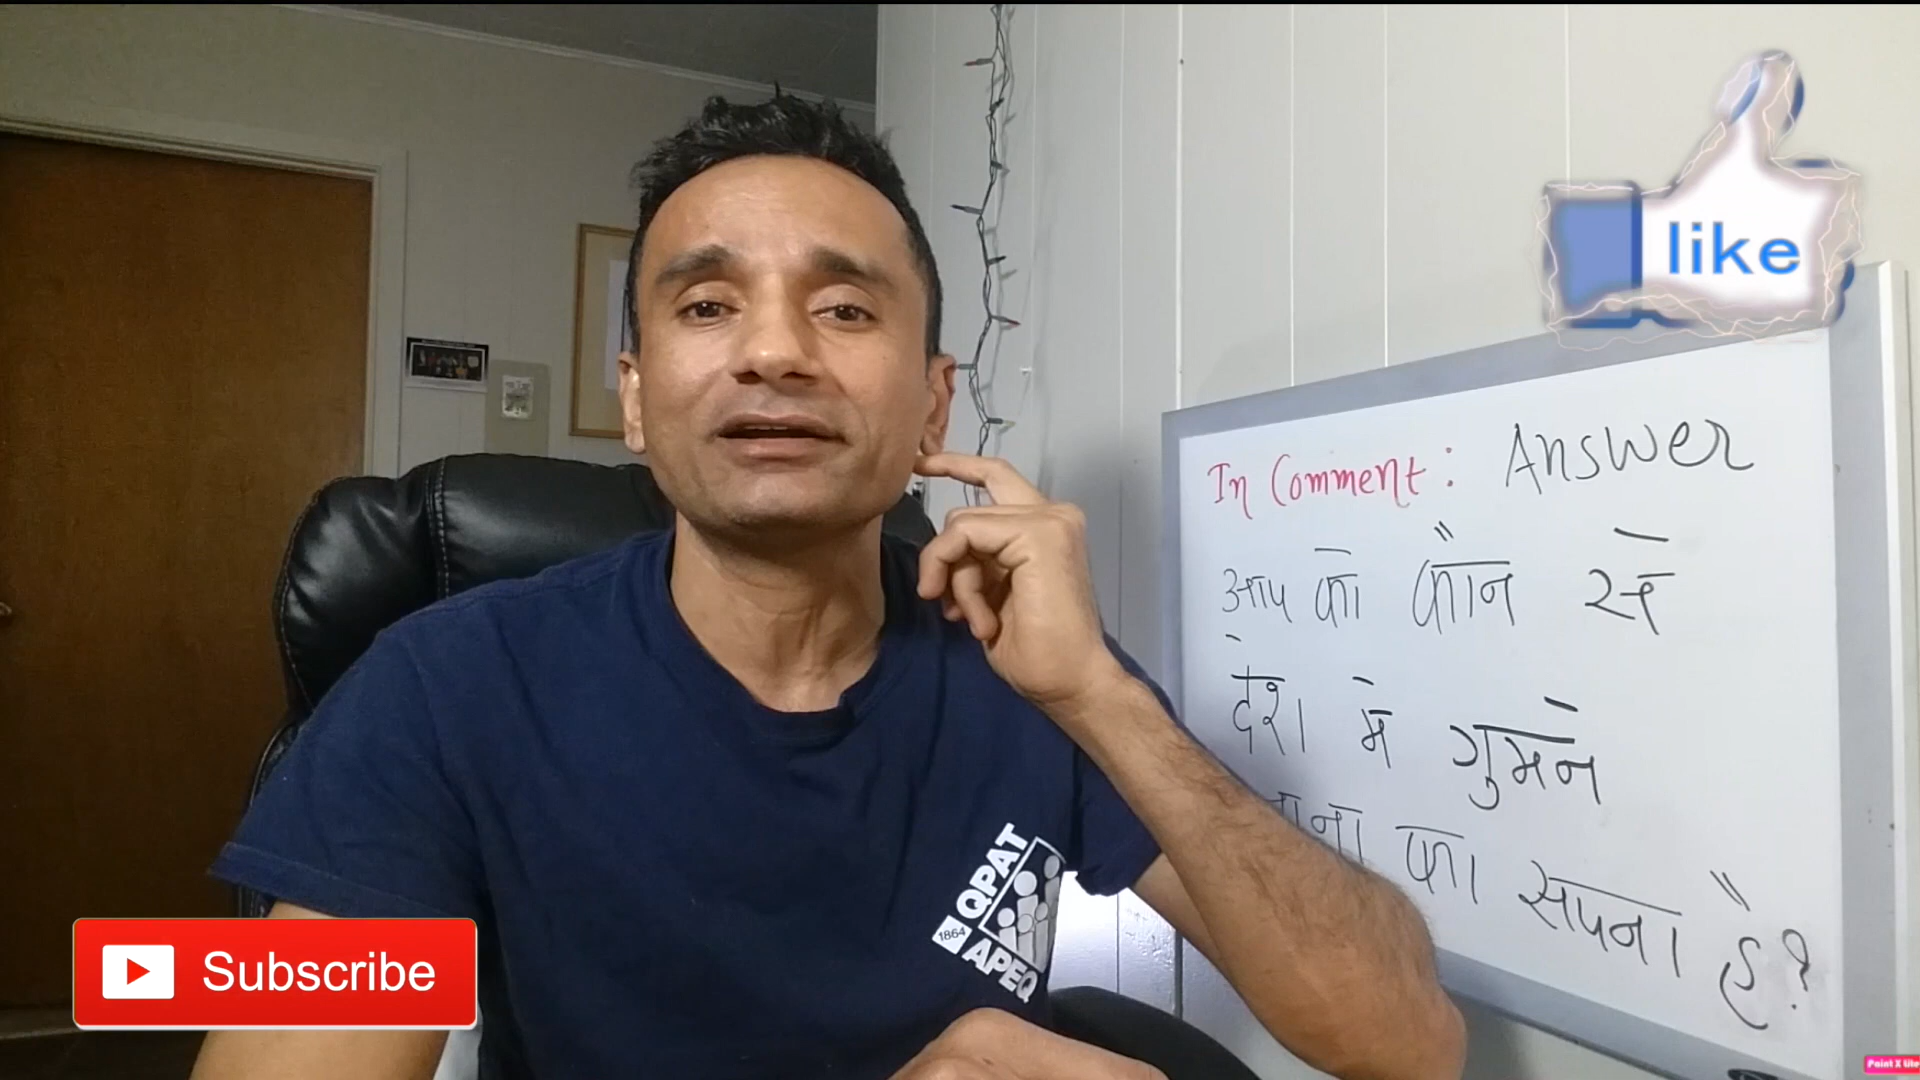 like
In Comment: Answer
आप को कौन से
देश मे गुमने
का सपना है?
QPAT
1864
APEQ
Subscribe